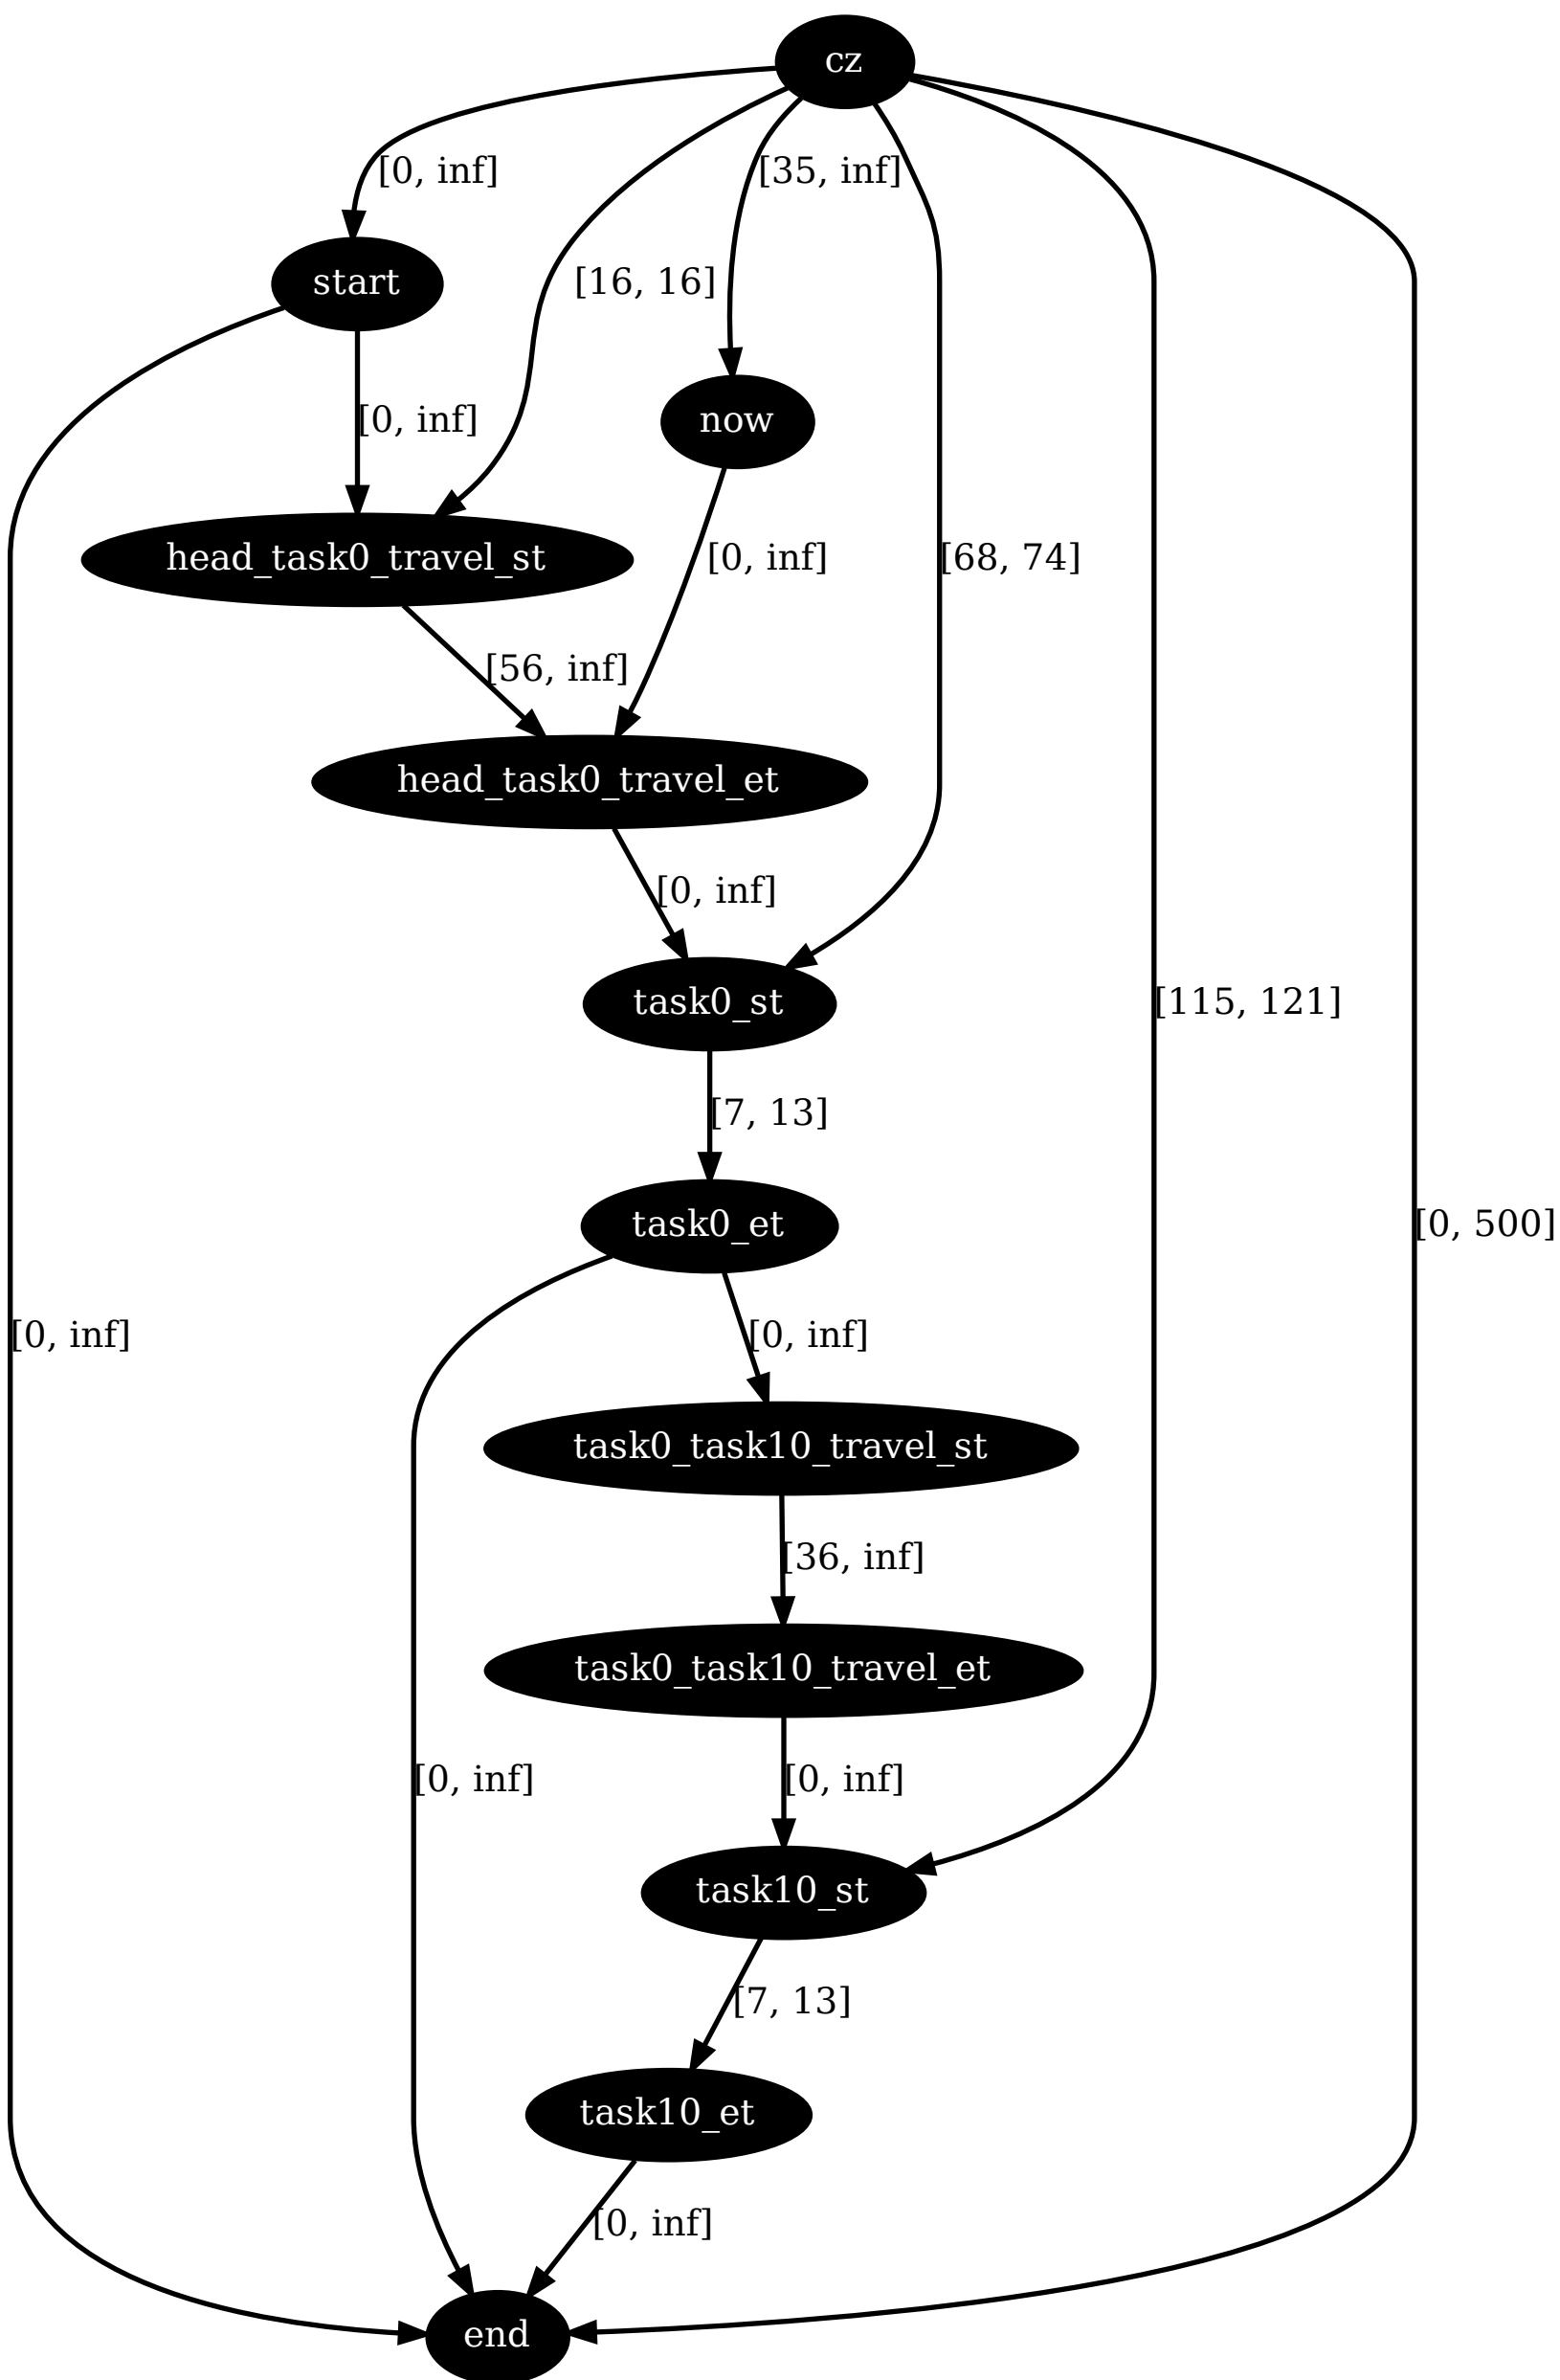 cz
[0, inf]
[35, inf]
start
[16, 16]
now
[0, inf]
head_task0_travel_st
[0, inf]
[68, 74]
[56, inf]
head_task0_travel_et
[0, inf]
task0_st
[115, 121]
[7, 13]
task0_et
[0, 500]
[0, inf]
[0, inf]
task0_task10_travel_st
[36, inf]
task0_task10_travel_et
[0, inf]
[0, inf]
task10_st
[7, 13]
task10_et
[0, inf]
end